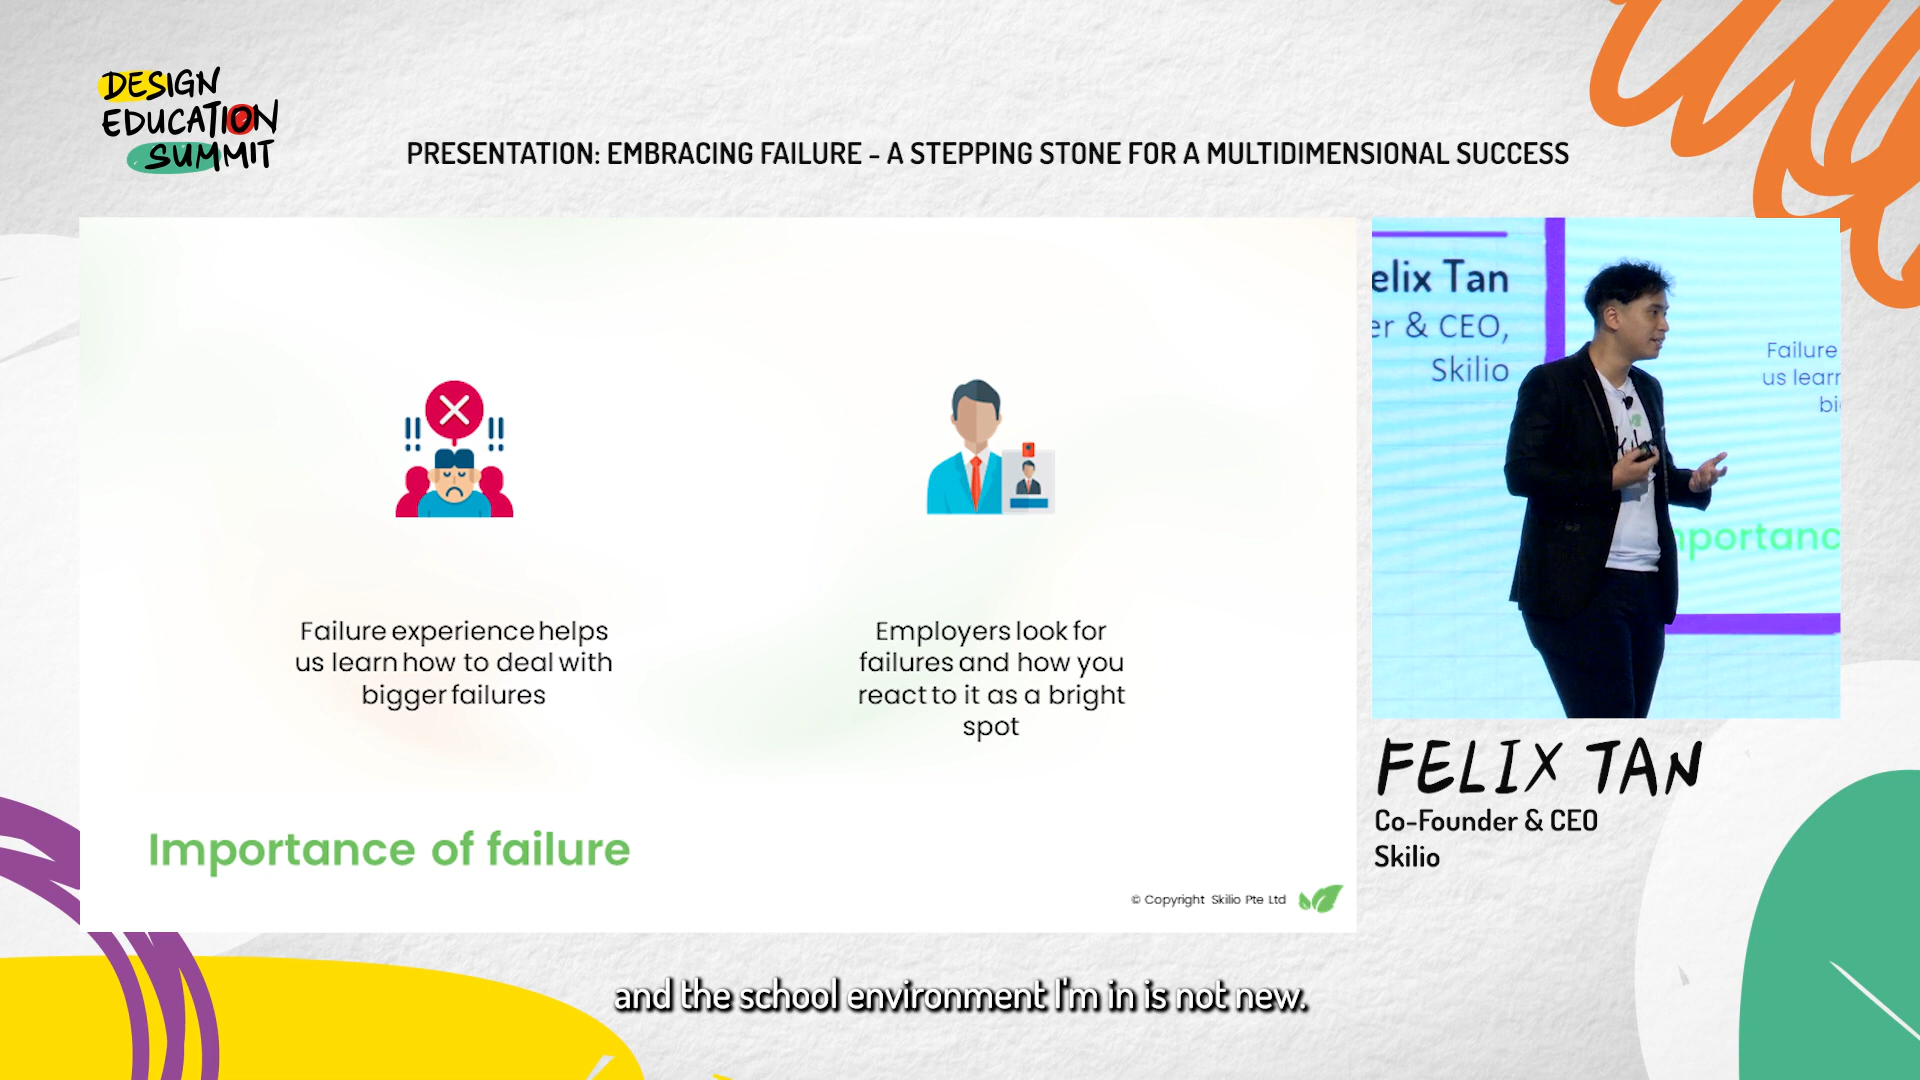 DESIGN
EDUCATION
SUMMIT
PRESENTATION: EMBRACING FAILURE - A STEPPING STONE FOR A MULTIDIMENSIONAL SUCCESS
Failure experience helps
us learn how to deal with
bigger failures
Employers look for
failures and how you
react to it as a bright
spot
Importance of failure
© Copyright Skilio Pte Ltd
elix Tan
er & CEO,
Skilio
Failure
us learn
bi
mportanc
FELIX TAN
Co-Founder & CEO
Skilio
and the school environment I'm in is not new.